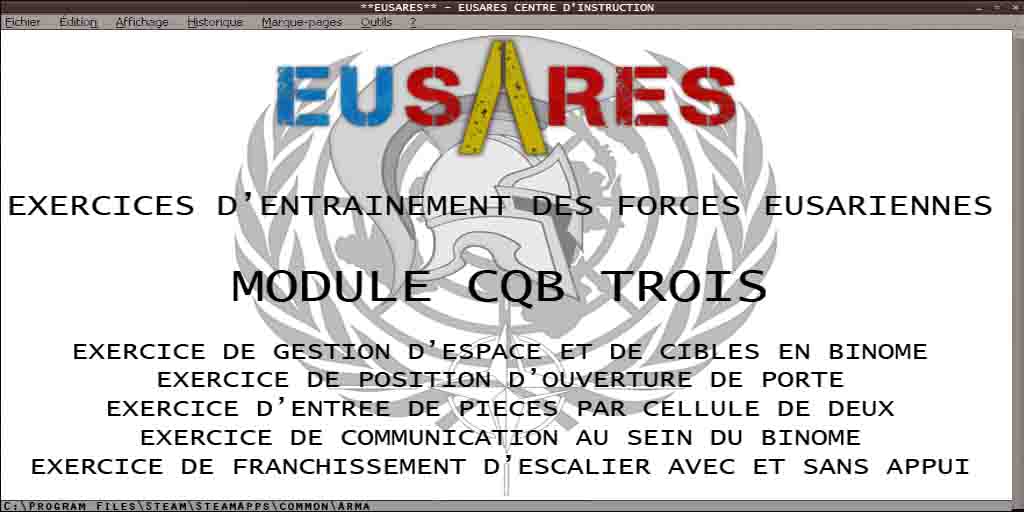 **EUSARES** - EUSARES CENTRE D'INSTRUCTION
Fichier Édition Affichage Historique Marque-pages Outils ?
EUSARES
EXERCICES D'ENTRAINEMENT DES FORCES EUSARIENNES
MODULE CQB TROIS
EXERCICE DE GESTION D'ESPACE ET DE CIBLES EN BINOME
EXERCICE DE POSITION D'OUVERTURE DE PORTE
EXERCICE D'ENTREE DE PIECES PAR CELLULE DE DEUX
EXERCICE DE COMMUNICATION AU SEIN DU BINOME
EXERCICE DE FRANCHISSEMENT D'ESCALIER AVEC ET SANS APPUI
C:\Program Files\Steam\SteamApps\common\Arma